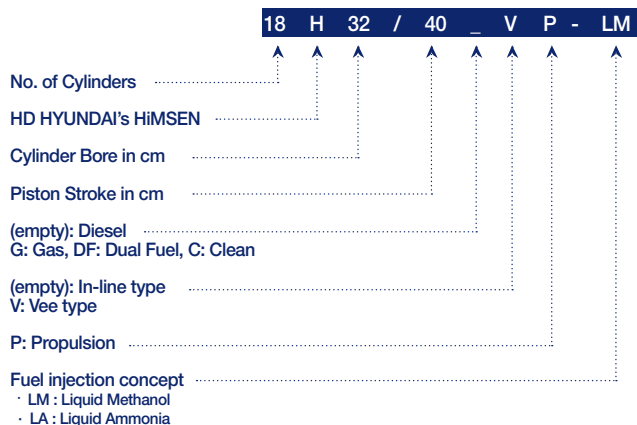 18 H 32 / 40 _ V P - LM
No. of Cylinders
HD HYUNDAI's HiMSEN
Cylinder Bore in cm
Piston Stroke in cm
(empty): Diesel
G: Gas, DF: Dual Fuel, C: Clean
(empty): In-line type
V: Vee type
P: Propulsion
Fuel injection concept
· LM : Liquid Methanol
· LA : Liquid Ammonia